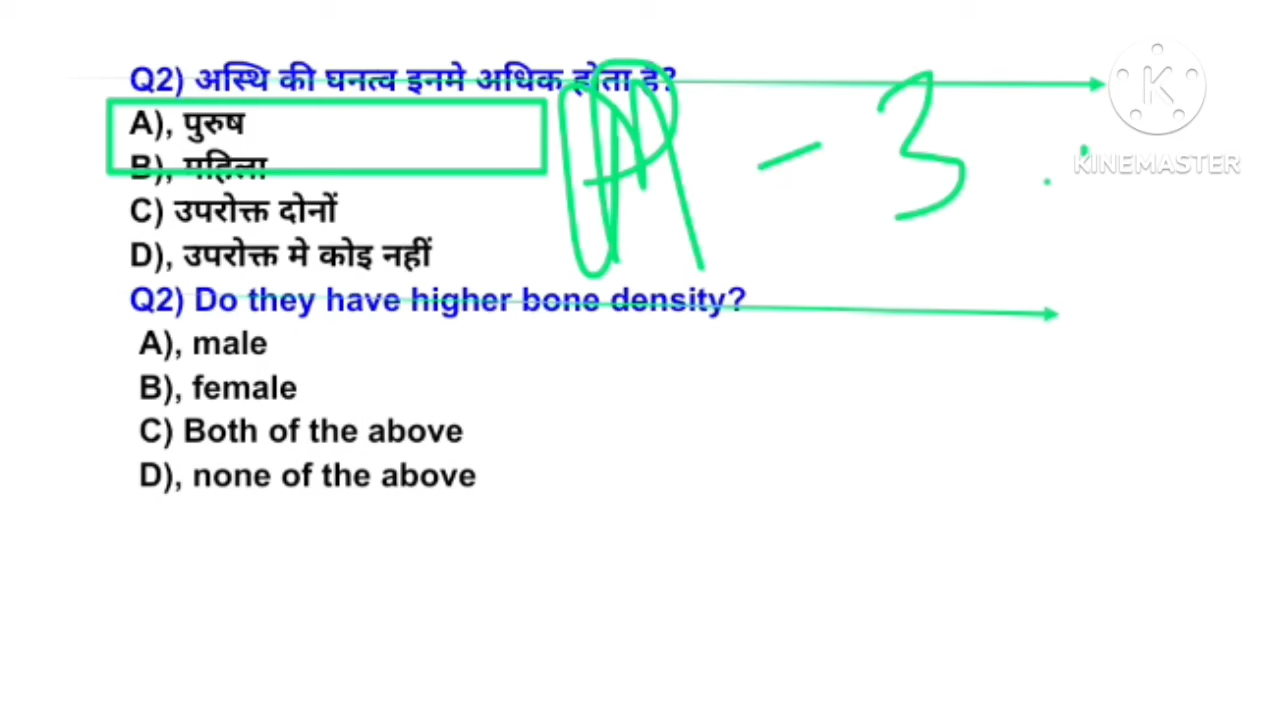 Q2) अस्थि की घनत्व इनमे अधिक होता है?
A), पुरुष
B), महिला
C) उपरोक्त दोनों
D), उपरोक्त मे कोइ नहीं
Q2) Do they have higher bone density?
A), male
B), female
C) Both of the above
D), none of the above
- 3
KINEMASTER